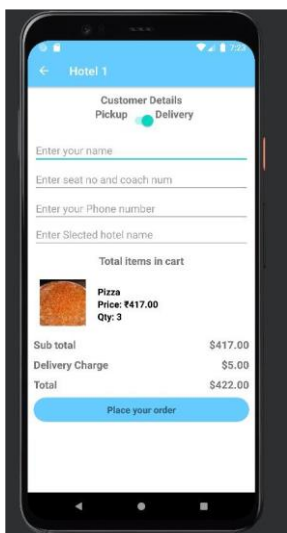 7:23
Hotel 1
Customer Details
Pickup Delivery
Enter your name
Enter seat no and coach num
Enter your Phone number
Enter Slected hotel name
Total items in cart
Pizza
Price: ₹417.00
Qty: 3
Sub total $417.00
Delivery Charge $5.00
Total $422.00
Place your order